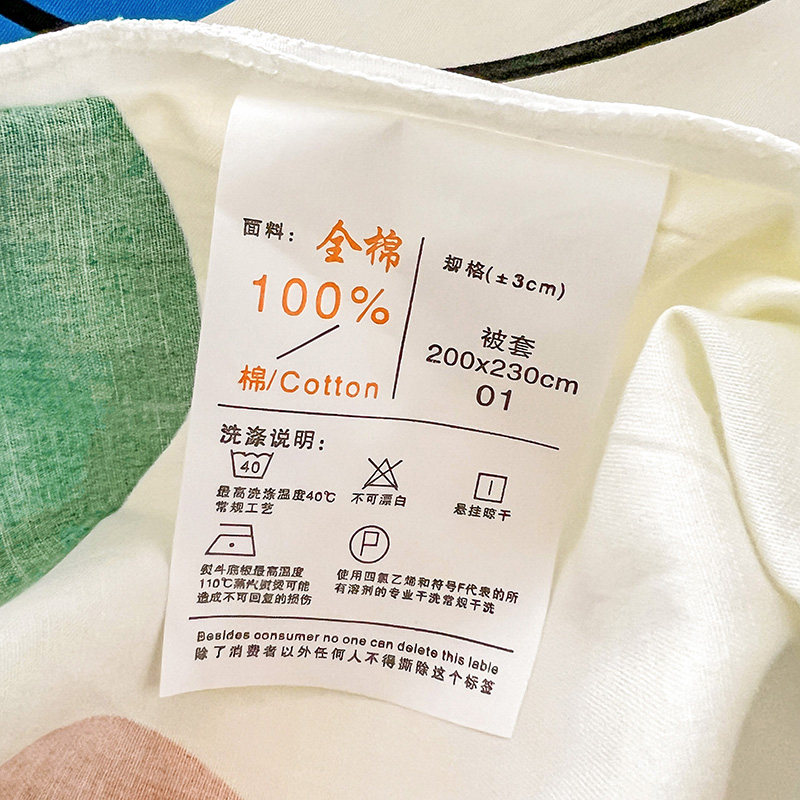 面料：全棉
100%
棉/Cotton
规格(±3cm)
被套
200x230cm
01
洗涤说明：
40
最高洗涤温度40℃
常规工艺
不可漂白
悬挂晾干
熨斗底板最高温度
110℃蒸汽熨烫可能
造成不可回复的损伤
P
使用四氯乙烯和符号F代表的所
有溶剂的专业干洗常规干洗
Besides consumer no one can delete this lable
除了消费者以外任何人不得撕除这个标签